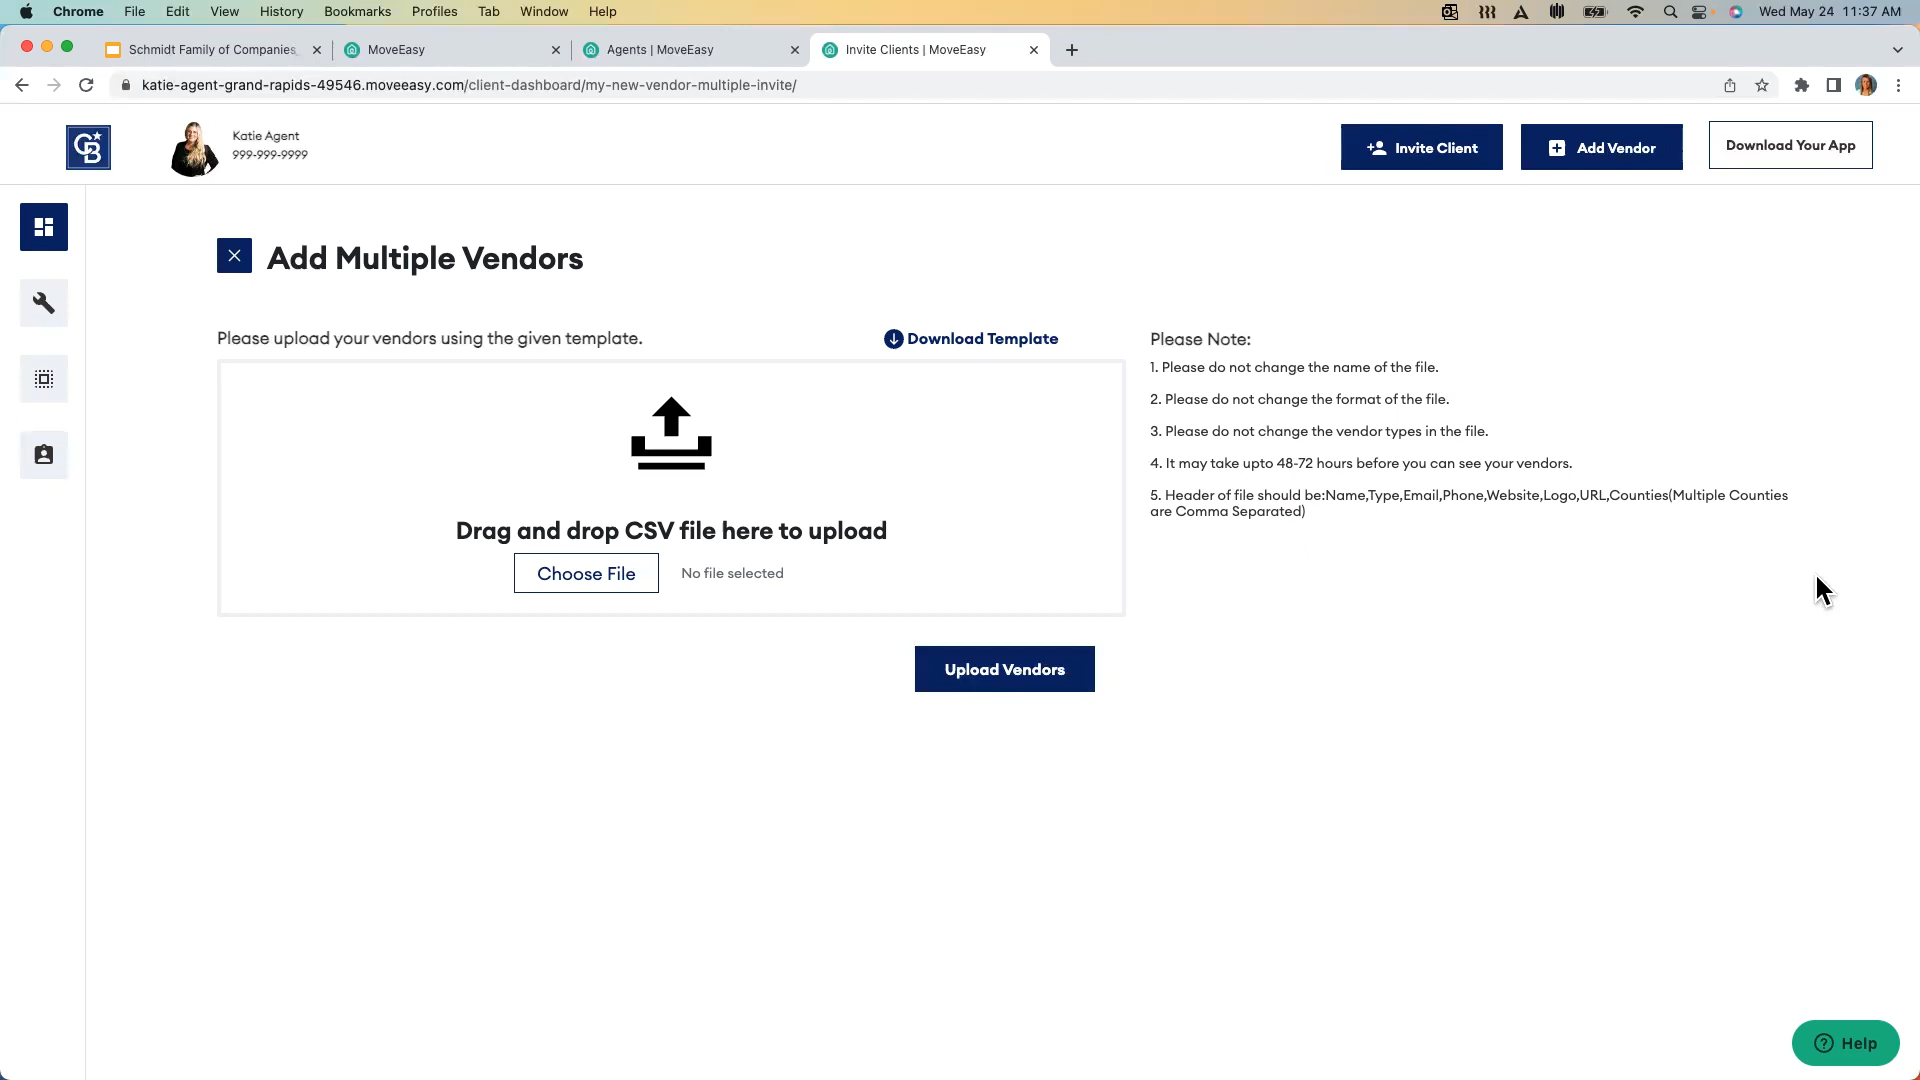 Chrome File Edit View History Bookmarks Profiles Tab Window Help Wed May 24 11:37 AM
Schmidt Family of Companies MoveEasy Agents | MoveEasy Invite Clients | MoveEasy
katie-agent-grand-rapids-49546.moveeasy.com/client-dashboard/my-new-vendor-multiple-invite/
CB
Katie Agent
999-999-9999
Invite Client Add Vendor Download Your App
Add Multiple Vendors
Please upload your vendors using the given template. Download Template
Drag and drop CSV file here to upload
Choose File No file selected
Upload Vendors
Please Note:
1. Please do not change the name of the file.
2. Please do not change the format of the file.
3. Please do not change the vendor types in the file.
4. It may take upto 48-72 hours before you can see your vendors.
5. Header of file should be:Name,Type,Email,Phone,Website,Logo,URL,Counties(Multiple Counties
are Comma Separated)
Help